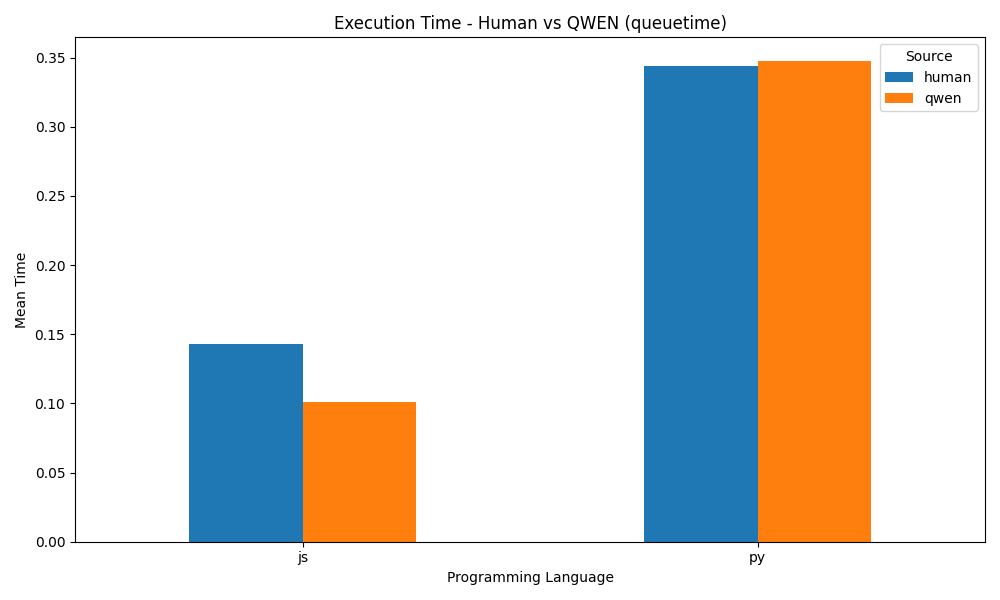 Execution Time - Human vs QWEN (queuetime)
Source
human
qwen
Mean Time
0.35
0.30
0.25
0.20
0.15
0.10
0.05
0.00
js
py
Programming Language